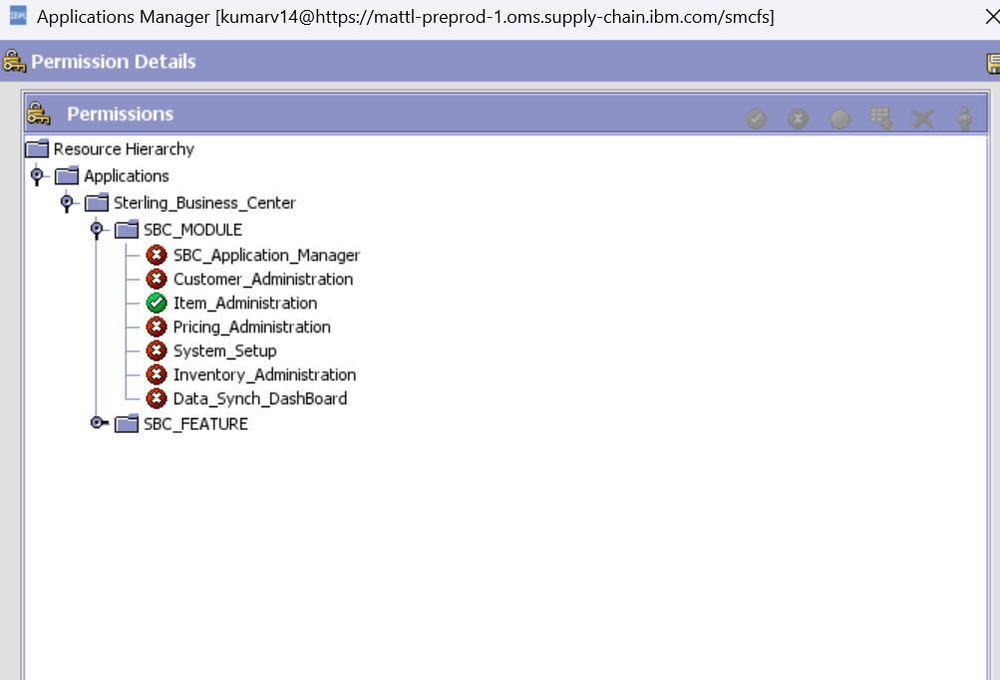 IBM Applications Manager [kumarv14@https://mattl-preprod-1.oms.supply-chain.ibm.com/smcfs]
Permission Details
Permissions
Resource Hierarchy
Applications
Sterling_Business_Center
SBC_MODULE
SBC_Application_Manager
Customer_Administration
Item_Administration
Pricing_Administration
System_Setup
Inventory_Administration
Data_Synch_DashBoard
SBC_FEATURE